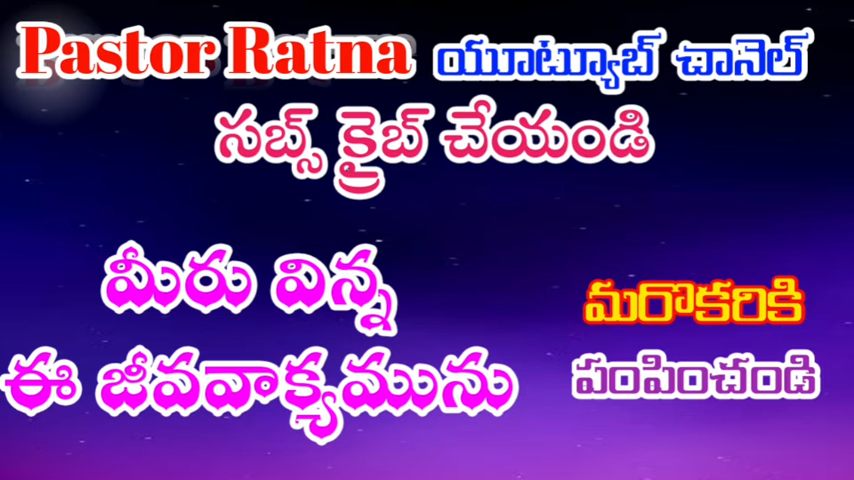 Pastor Ratna యూట్యూబ్ చానెల్
సబ్స్ క్రైబ్ చేయండి
మీరు విన్న
ఈ జీవవాక్యమును
మరొకరికి
పంపించండి